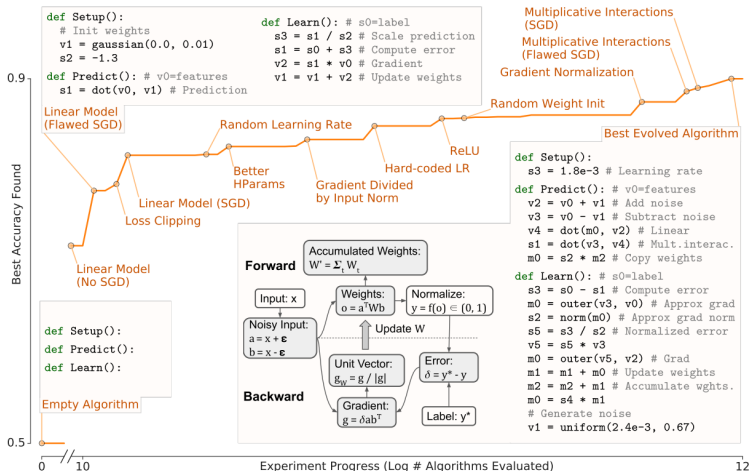 def Setup():
# Init weights
v1 = gaussian(0.0, 0.01)
s2 = -1.3
def Predict(): # v0=features
s1 = dot(v0, v1) # Prediction
def Learn(): # s0=label
s3 = s1 / s2 # Scale prediction
s1 = s0 + s3 # Compute error
v2 = s1 * v0 # Gradient
v1 = v1 + v2 # Update weights
Linear Model
(Flawed SGD)
Multiplicative Interactions
(SGD)
Multiplicative Interactions
(Flawed SGD)
Gradient Normalization
Random Weight Init
Random Learning Rate
ReLU
Hard-coded LR
Gradient Divided
by Input Norm
Better
HParams
Linear Model (SGD)
Loss Clipping
Linear Model
(No SGD)
Best Evolved Algorithm
def Setup():
s3 = 1.8e-3 # Learning rate
def Predict(): # v0=features
v2 = v0 + v1 # Add noise
v3 = v0 - v1 # Subtract noise
v4 = dot(m0, v2) # Linear
s1 = dot(v3, v4) # Mult.interac.
m0 = s2 * m2 # Copy weights
def Learn(): # s0=label
s3 = s0 - s1 # Compute error
m0 = outer(v3, v0) # Approx grad
s2 = norm(m0) # Approx grad norm
s5 = s3 / s2 # Normalized error
v5 = s5 * v3
m0 = outer(v5, v2) # Grad
m1 = m1 + m0 # Update weights
m2 = m2 + m1 # Accumulate wghts.
m0 = s4 * m1
# Generate noise
v1 = uniform(2.4e-3, 0.67)
Forward
Accumulated Weights:
W' = Σt Wt
Input: x
Weights:
o = aᵀWb
Normalize:
y = f(o) ∈ (0, 1)
Noisy Input:
a = x + ε
b = x - ε
Update W
Unit Vector:
gW = g / |g|
Error:
δ = y* - y
Backward
Gradient:
g = δabᵀ
Label: y*
def Setup():
def Predict():
def Learn():
Empty Algorithm
Best Accuracy Found
0.9
0.5
0
10
12
Experiment Progress (Log # Algorithms Evaluated)